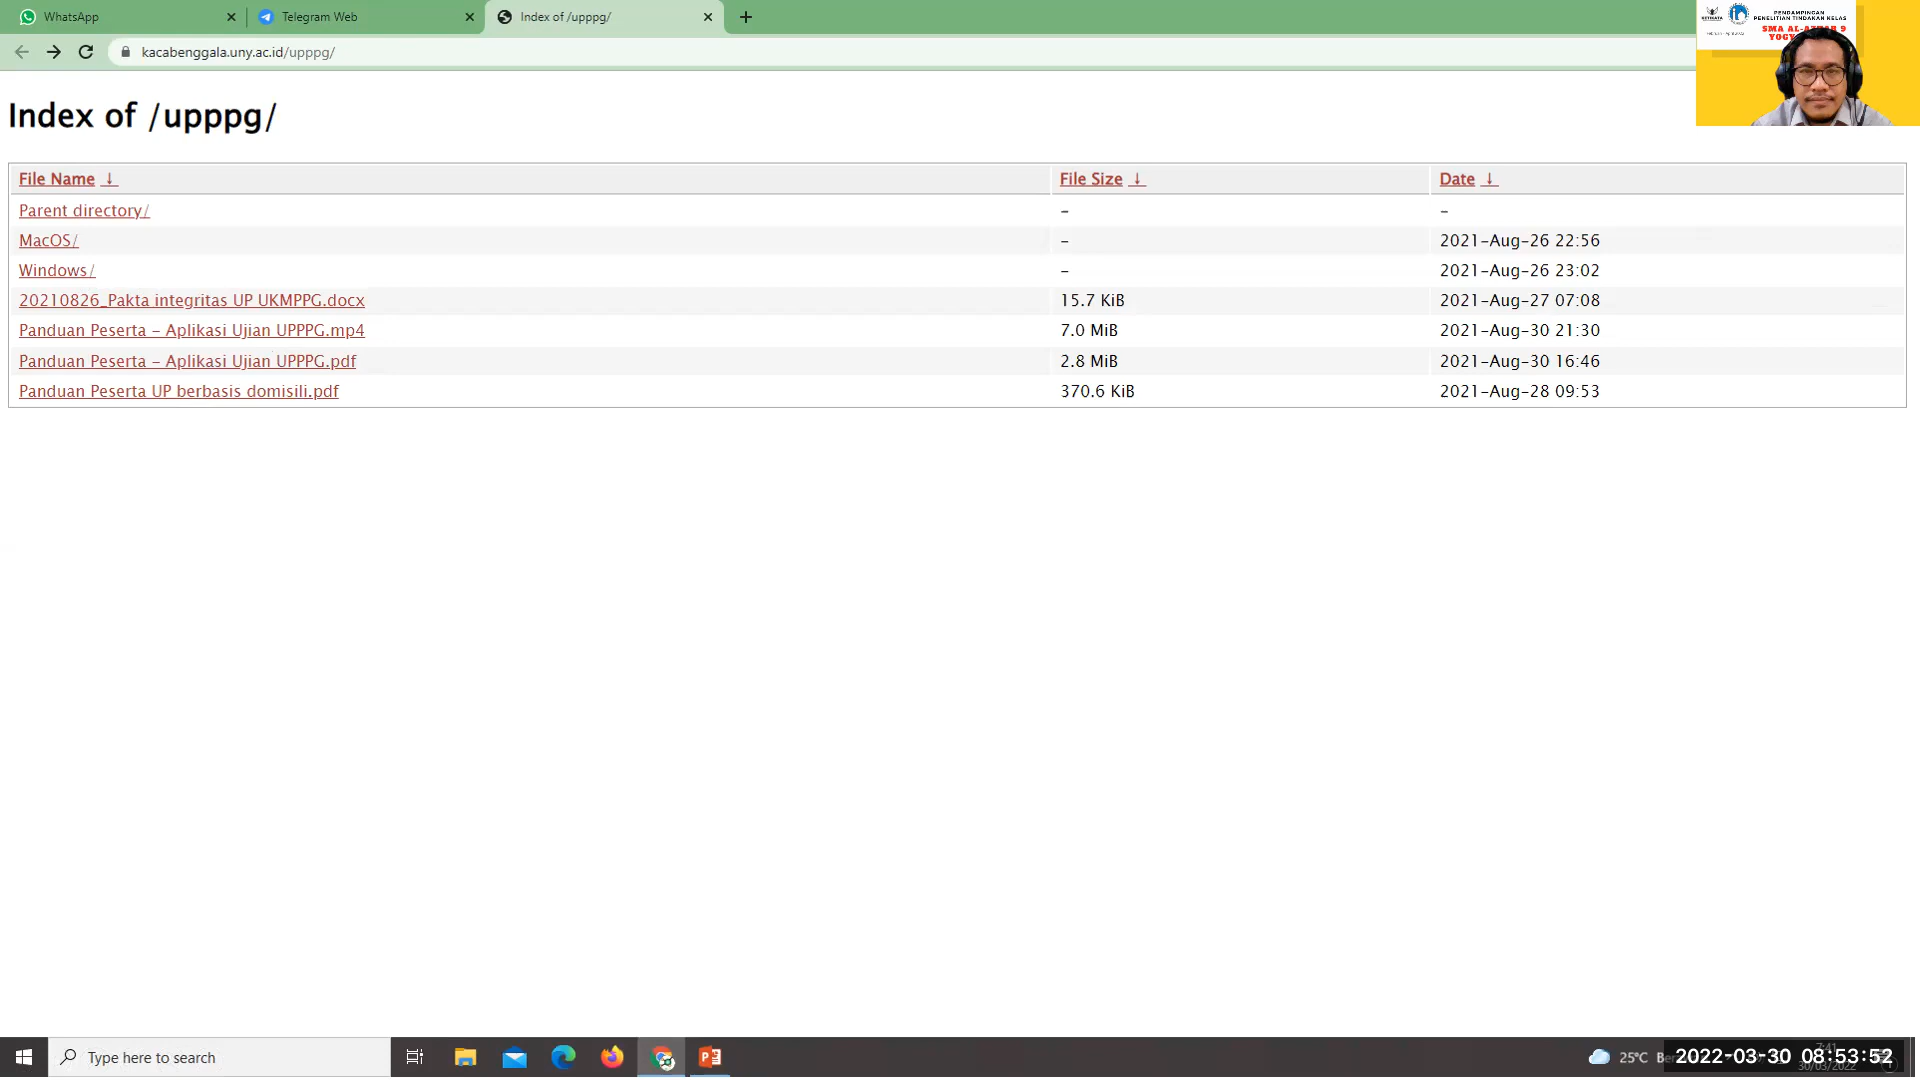 WhatsApp
Telegram Web
Index of /upppg/
kacabenggala.uny.ac.id/upppg/
PENDAMPINGAN
PENELITIAN TINDAKAN KELAS
Index of /upppg/
File Name ↓ File Size ↓ Date ↓
Parent directory/ - -
MacOS/ - 2021-Aug-26 22:56
Windows/ - 2021-Aug-26 23:02
20210826_Pakta integritas UP UKMPPG.docx 15.7 KiB 2021-Aug-27 07:08
Panduan Peserta - Aplikasi Ujian UPPPG.mp4 7.0 MiB 2021-Aug-30 21:30
Panduan Peserta - Aplikasi Ujian UPPPG.pdf 2.8 MiB 2021-Aug-30 16:46
Panduan Peserta UP berbasis domisili.pdf 370.6 KiB 2021-Aug-28 09:53
Type here to search
25°C
2022-03-30 08:53:52